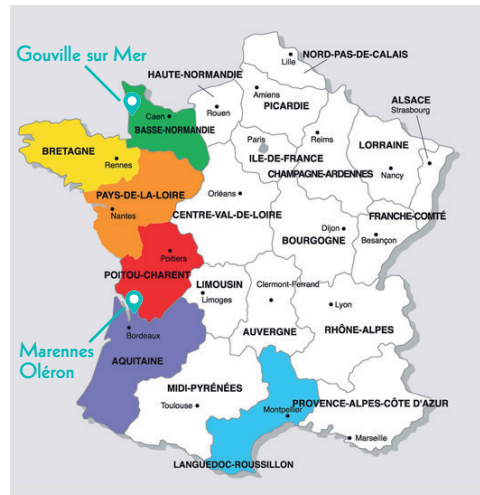 Gouville sur Mer
NORD-PAS-DE-CALAIS
Lille
HAUTE-NORMANDIE
Amiens
PICARDIE
Rouen
ALSACE
Strasbourg
Caen
BASSE-NORMANDIE
Reims
LORRAINE
Paris
ILE-DE-FRANCE
BRETAGNE
Rennes
CHAMPAGNE-ARDENNES
Nancy
PAYS-DE-LA-LOIRE
Orléans
Nantes
CENTRE-VAL-DE-LOIRE
FRANCHE-COMTÉ
Dijon
BOURGOGNE
Besançon
Poitiers
POITOU-CHARENT
LIMOUSIN
Clermont-Ferrand
Limoges
Lyon
Marennes
Oléron
Bordeaux
AUVERGNE
RHÔNE-ALPES
AQUITAINE
MIDI-PYRÉNÉES
Toulouse
Montpellier
PROVENCE-ALPES-CÔTE D'AZUR
Marseille
LANGUEDOC-ROUSSILLON